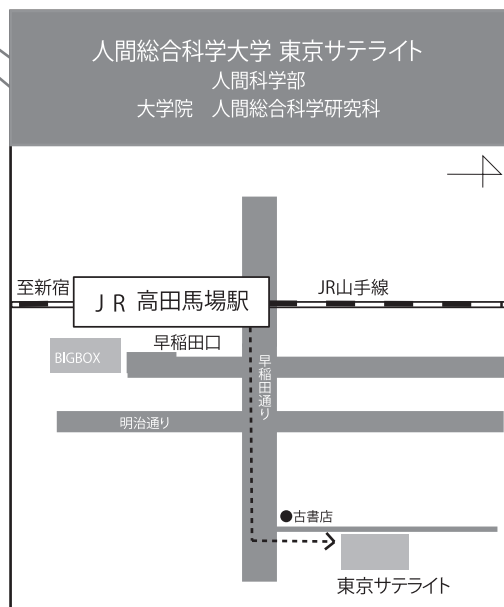 人間総合科学大学 東京サテライト
人間科学部
大学院　人間総合科学研究科
至新宿
ＪＲ 高田馬場駅
JR山手線
早稲田口
BIGBOX
早稲田通り
明治通り
●古書店
東京サテライト